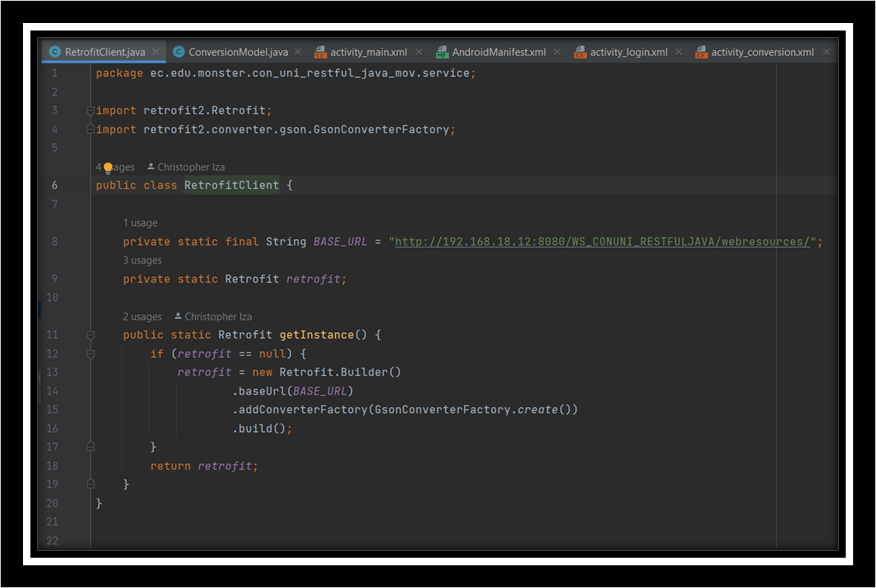 RetrofitClient.java ConversionModel.java activity_main.xml AndroidManifest.xml activity_login.xml activity_conversion.xml
1 package ec.edu.monster.con_uni_restful_java_mov.service;
2
3 import retrofit2.Retrofit;
4 import retrofit2.converter.gson.GsonConverterFactory;
5
4 Christopher Iza
6 public class RetrofitClient {
7
1 usage
8 private static final String BASE_URL = "http://192.168.18.12:8080/WS_CONUNI_RESTFULJAVA/webresources/";
3 usages
9 private static Retrofit retrofit;
10
2 usages Christopher Iza
11 public static Retrofit getInstance() {
12 if (retrofit == null) {
13 retrofit = new Retrofit.Builder()
14 .baseUrl(BASE_URL)
15 .addConverterFactory(GsonConverterFactory.create())
16 .build();
17 }
18 return retrofit;
19 }
20 }
21
22